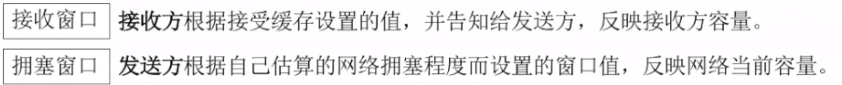 接收窗口 接收方根据接受缓存设置的值，并告知给发送方，反映接收方容量。
拥塞窗口 发送方根据自己估算的网络拥塞程度而设置的窗口值，反映网络当前容量。